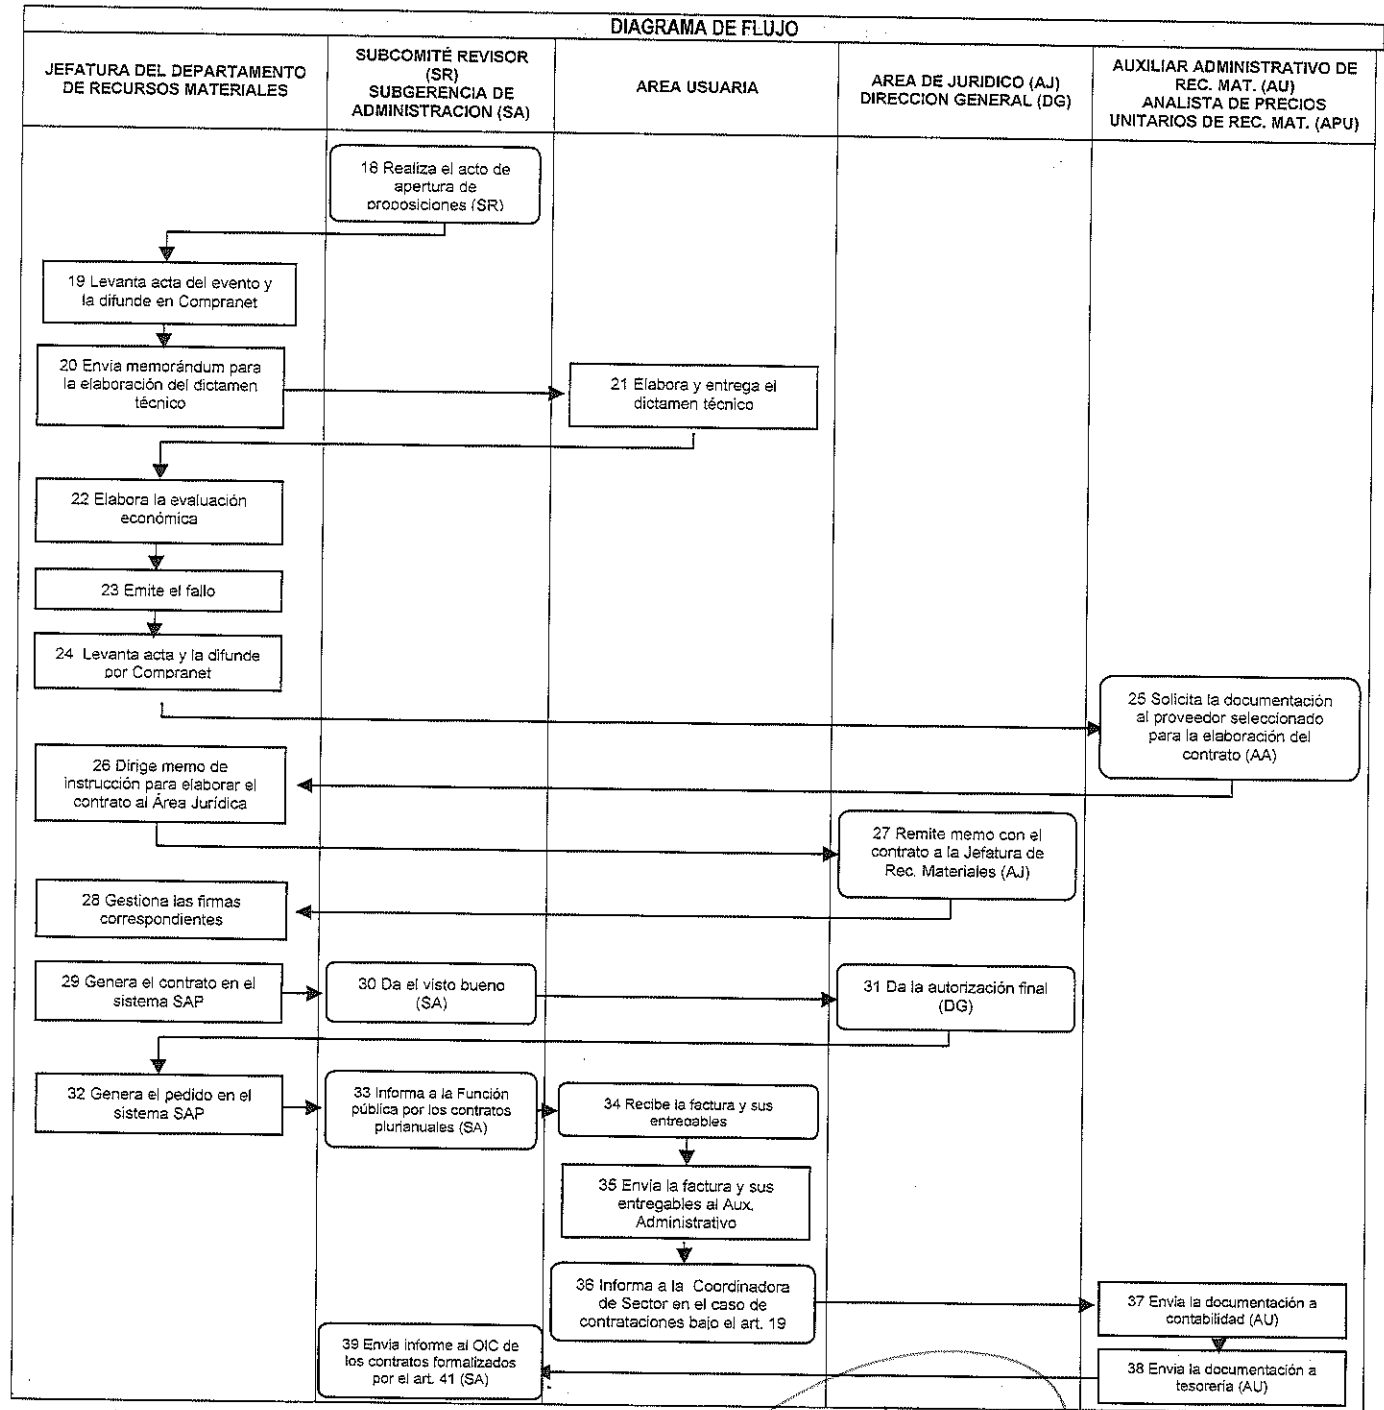 DIAGRAMA DE FLUJO
JEFATURA DEL DEPARTAMENTO
DE RECURSOS MATERIALES
SUBCOMITÉ REVISOR
(SR)
SUBGERENCIA DE
ADMINISTRACION (SA)
AREA USUARIA
AREA DE JURIDICO (AJ)
DIRECCION GENERAL (DG)
AUXILIAR ADMINISTRATIVO DE
REC. MAT. (AU)
ANALISTA DE PRECIOS
UNITARIOS DE REC. MAT. (APU)
18 Realiza el acto de
apertura de
proposiciones (SR)
19 Levanta acta del evento y
la difunde en Compranet
20 Envía memorándum para
la elaboración del dictamen
técnico
21 Elabora y entrega el
dictamen técnico
22 Elabora la evaluación
económica
23 Emite el fallo
24 Levanta acta y la difunde
por Compranet
25 Solicita la documentación
al proveedor seleccionado
para la elaboración del
contrato (AA)
26 Dirige memo de
instrucción para elaborar el
contrato al Área Jurídica
27 Remite memo con el
contrato a la Jefatura de
Rec. Materiales (AJ)
28 Gestiona las firmas
correspondientes
29 Genera el contrato en el
sistema SAP
30 Da el visto bueno
(SA)
31 Da la autorización final
(DG)
32 Genera el pedido en el
sistema SAP
33 Informa a la Función
pública por los contratos
plurianuales (SA)
34 Recibe la factura y sus
entregables
35 Envía la factura y sus
entregables al Aux.
Administrativo
36 Informa a la Coordinadora
de Sector en el caso de
contrataciones bajo el art. 19
37 Envía la documentación a
contabilidad (AU)
38 Envia la documentación a
tesorería (AU)
39 Envia informe al OIC de
los contratos formalizados
por el art. 41 (SA)